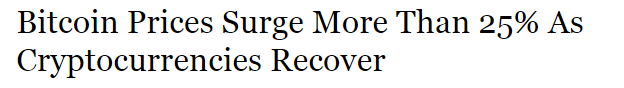 Bitcoin Prices Surge More Than 25% As
Cryptocurrencies Recover